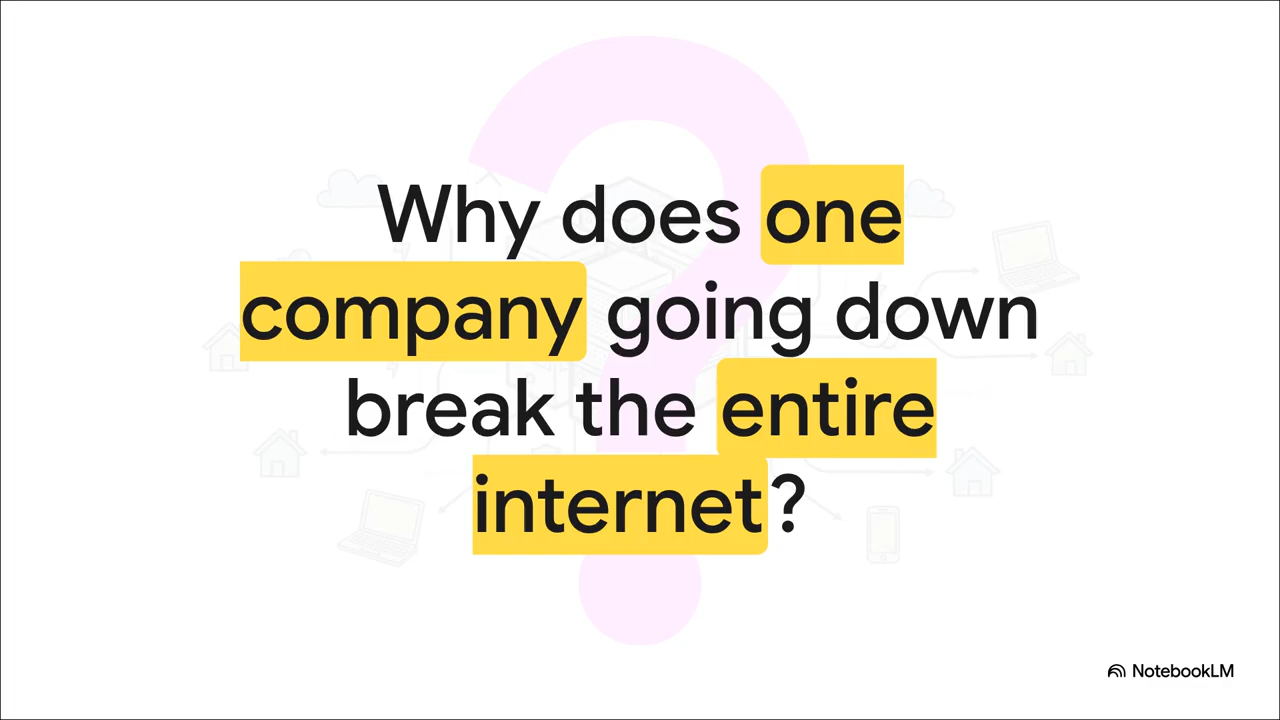 Why does one
company going down
break the entire
internet?
NotebookLM